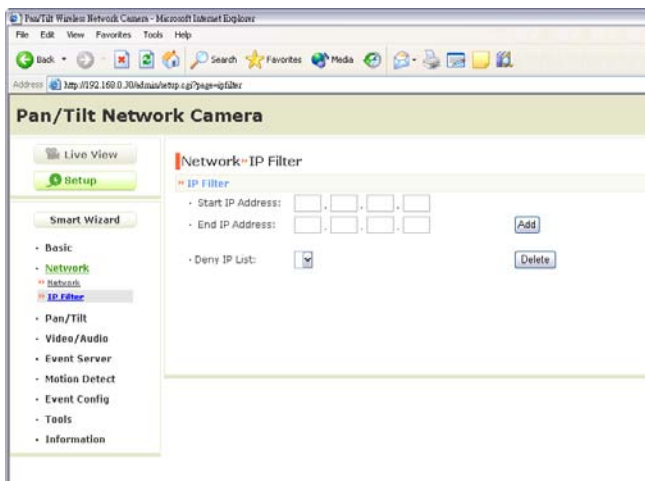 Pan/Tilt Wireless Network Camera - Microsoft Internet Explorer
File Edit View Favorites Tools Help
Back Search Favorites Media
Address http://192.168.0.30/admin/setup.cgi?page=ipfilter
Pan/Tilt Network Camera
Live View
Setup
Smart Wizard
Basic
Network
Network
IP Filter
Pan/Tilt
Video/Audio
Event Server
Motion Detect
Event Config
Tools
Information
Network»IP Filter
» IP Filter
Start IP Address:
End IP Address: Add
Deny IP List: Delete